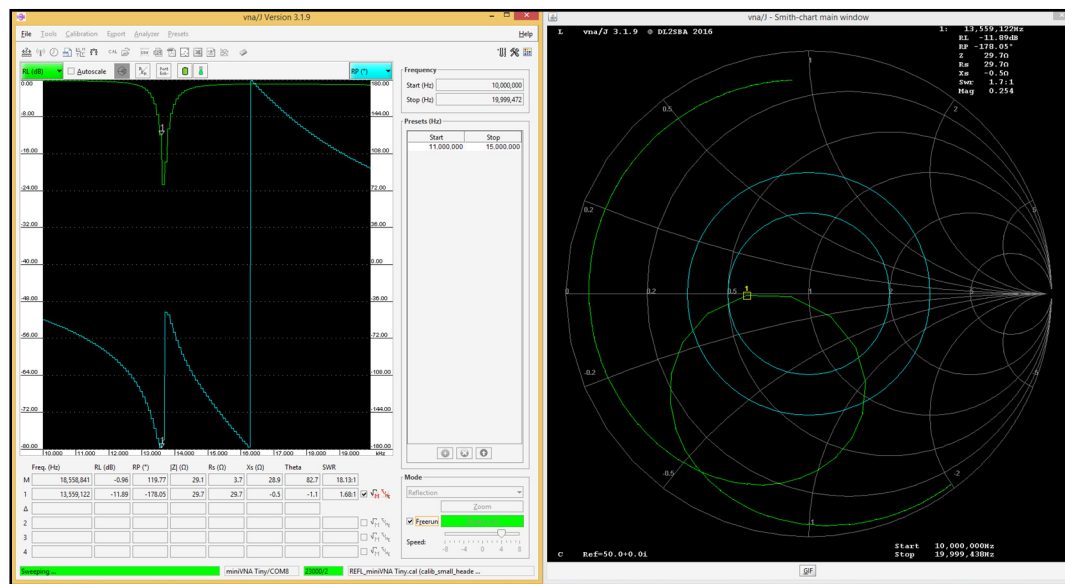 vna/J Version 3.1.9
File Tools Calibration Export Analyzer Presets Help
RL (dB) Autoscale RP (°)
0.00 180.00
-8.00 144.00
-16.00 108.00
-24.00 72.00
-32.00 36.00
-40.00 0.00
-48.00 -36.00
-56.00 -72.00
-64.00 -108.00
-72.00 -144.00
-80.00 -180.00
1
1
10.000 11.000 12.000 13.000 14.000 15.000 16.000 17.000 18.000 19.000 kHz
Frequency
Start (Hz) 10,000,000
Stop (Hz) 19,999,472
Presets (Hz)
Start Stop
11,000,000 15,000,000
Freq. (Hz) RL (dB) RP (°) |Z| (Ω) Rs (Ω) Xs (Ω) Theta SWR
M 18,558,841 -0.96 119.77 29.1 3.7 28.9 82.7 18.13:1
1 13,559,122 -11.89 -178.05 29.7 29.7 -0.5 -1.1 1.68:1
Δ
2
3
4
Mode
Reflection
Zoom
Freerun
Speed:
-8 -4 0 4 8
Sweeping ... miniVNA Tiny/COM8 23000/2 REFL_miniVNA Tiny.cal (calib_small_heade ...
vna/J - Smith-chart main window
L vna/J 3.1.9 © DL2SBA 2016
1: 13,559,122Hz
RL -11.89dB
RP -178.05°
Z 29.7Ω
Rs 29.7Ω
Xs -0.5Ω
Swr 1.7:1
Mag 0.254
1
0.5 2
0.2 5
1
0 0.2 0.5 1 2 5
-0.2 -5
-0.5 -2
-1
C Ref=50.0+0.0i
Start 10,000,000Hz
Stop 19,999,438Hz
GIF